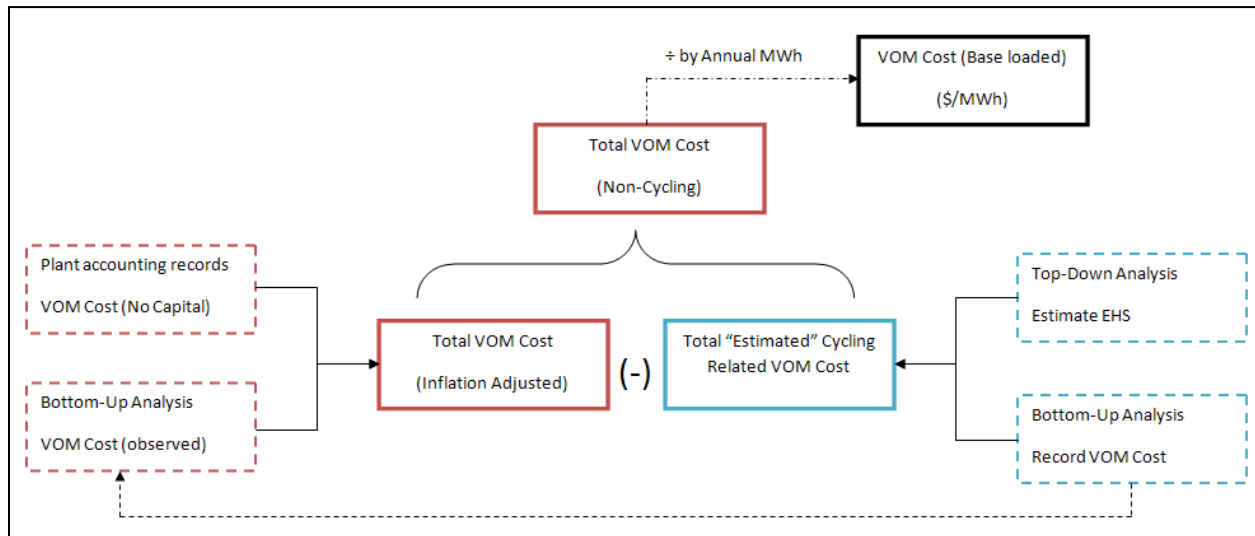 ÷ by Annual MWh
VOM Cost (Base loaded)
($/MWh)
Total VOM Cost
(Non-Cycling)
Plant accounting records
VOM Cost (No Capital)
Bottom-Up Analysis
VOM Cost (observed)
Total VOM Cost
(Inflation Adjusted)
(-)
Total “Estimated” Cycling
Related VOM Cost
Top-Down Analysis
Estimate EHS
Bottom-Up Analysis
Record VOM Cost